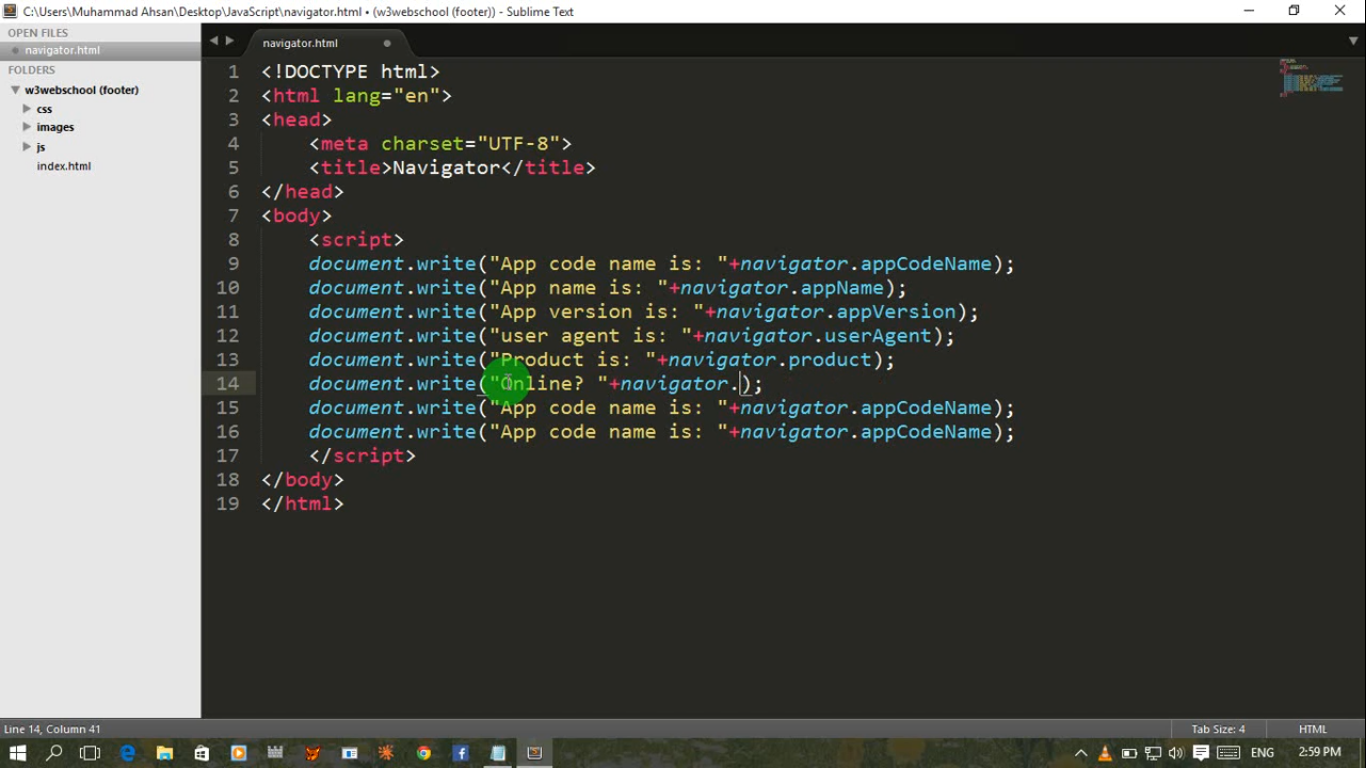 C:\Users\Muhammad Ahsan\Desktop\JavaScript\navigator.html • (w3webschool (footer)) - Sublime Text
OPEN FILES
navigator.html
FOLDERS
w3webschool (footer)
css
images
js
index.html
navigator.html
1 <!DOCTYPE html>
2 <html lang="en">
3 <head>
4 <meta charset="UTF-8">
5 <title>Navigator</title>
6 </head>
7 <body>
8 <script>
9 document.write("App code name is: "+navigator.appCodeName);
10 document.write("App name is: "+navigator.appName);
11 document.write("App version is: "+navigator.appVersion);
12 document.write("user agent is: "+navigator.userAgent);
13 document.write("Product is: "+navigator.product);
14 document.write("Online? "+navigator.);
15 document.write("App code name is: "+navigator.appCodeName);
16 document.write("App code name is: "+navigator.appCodeName);
17 </script>
18 </body>
19 </html>
Line 14, Column 41
Tab Size: 4
HTML
ENG
2:59 PM